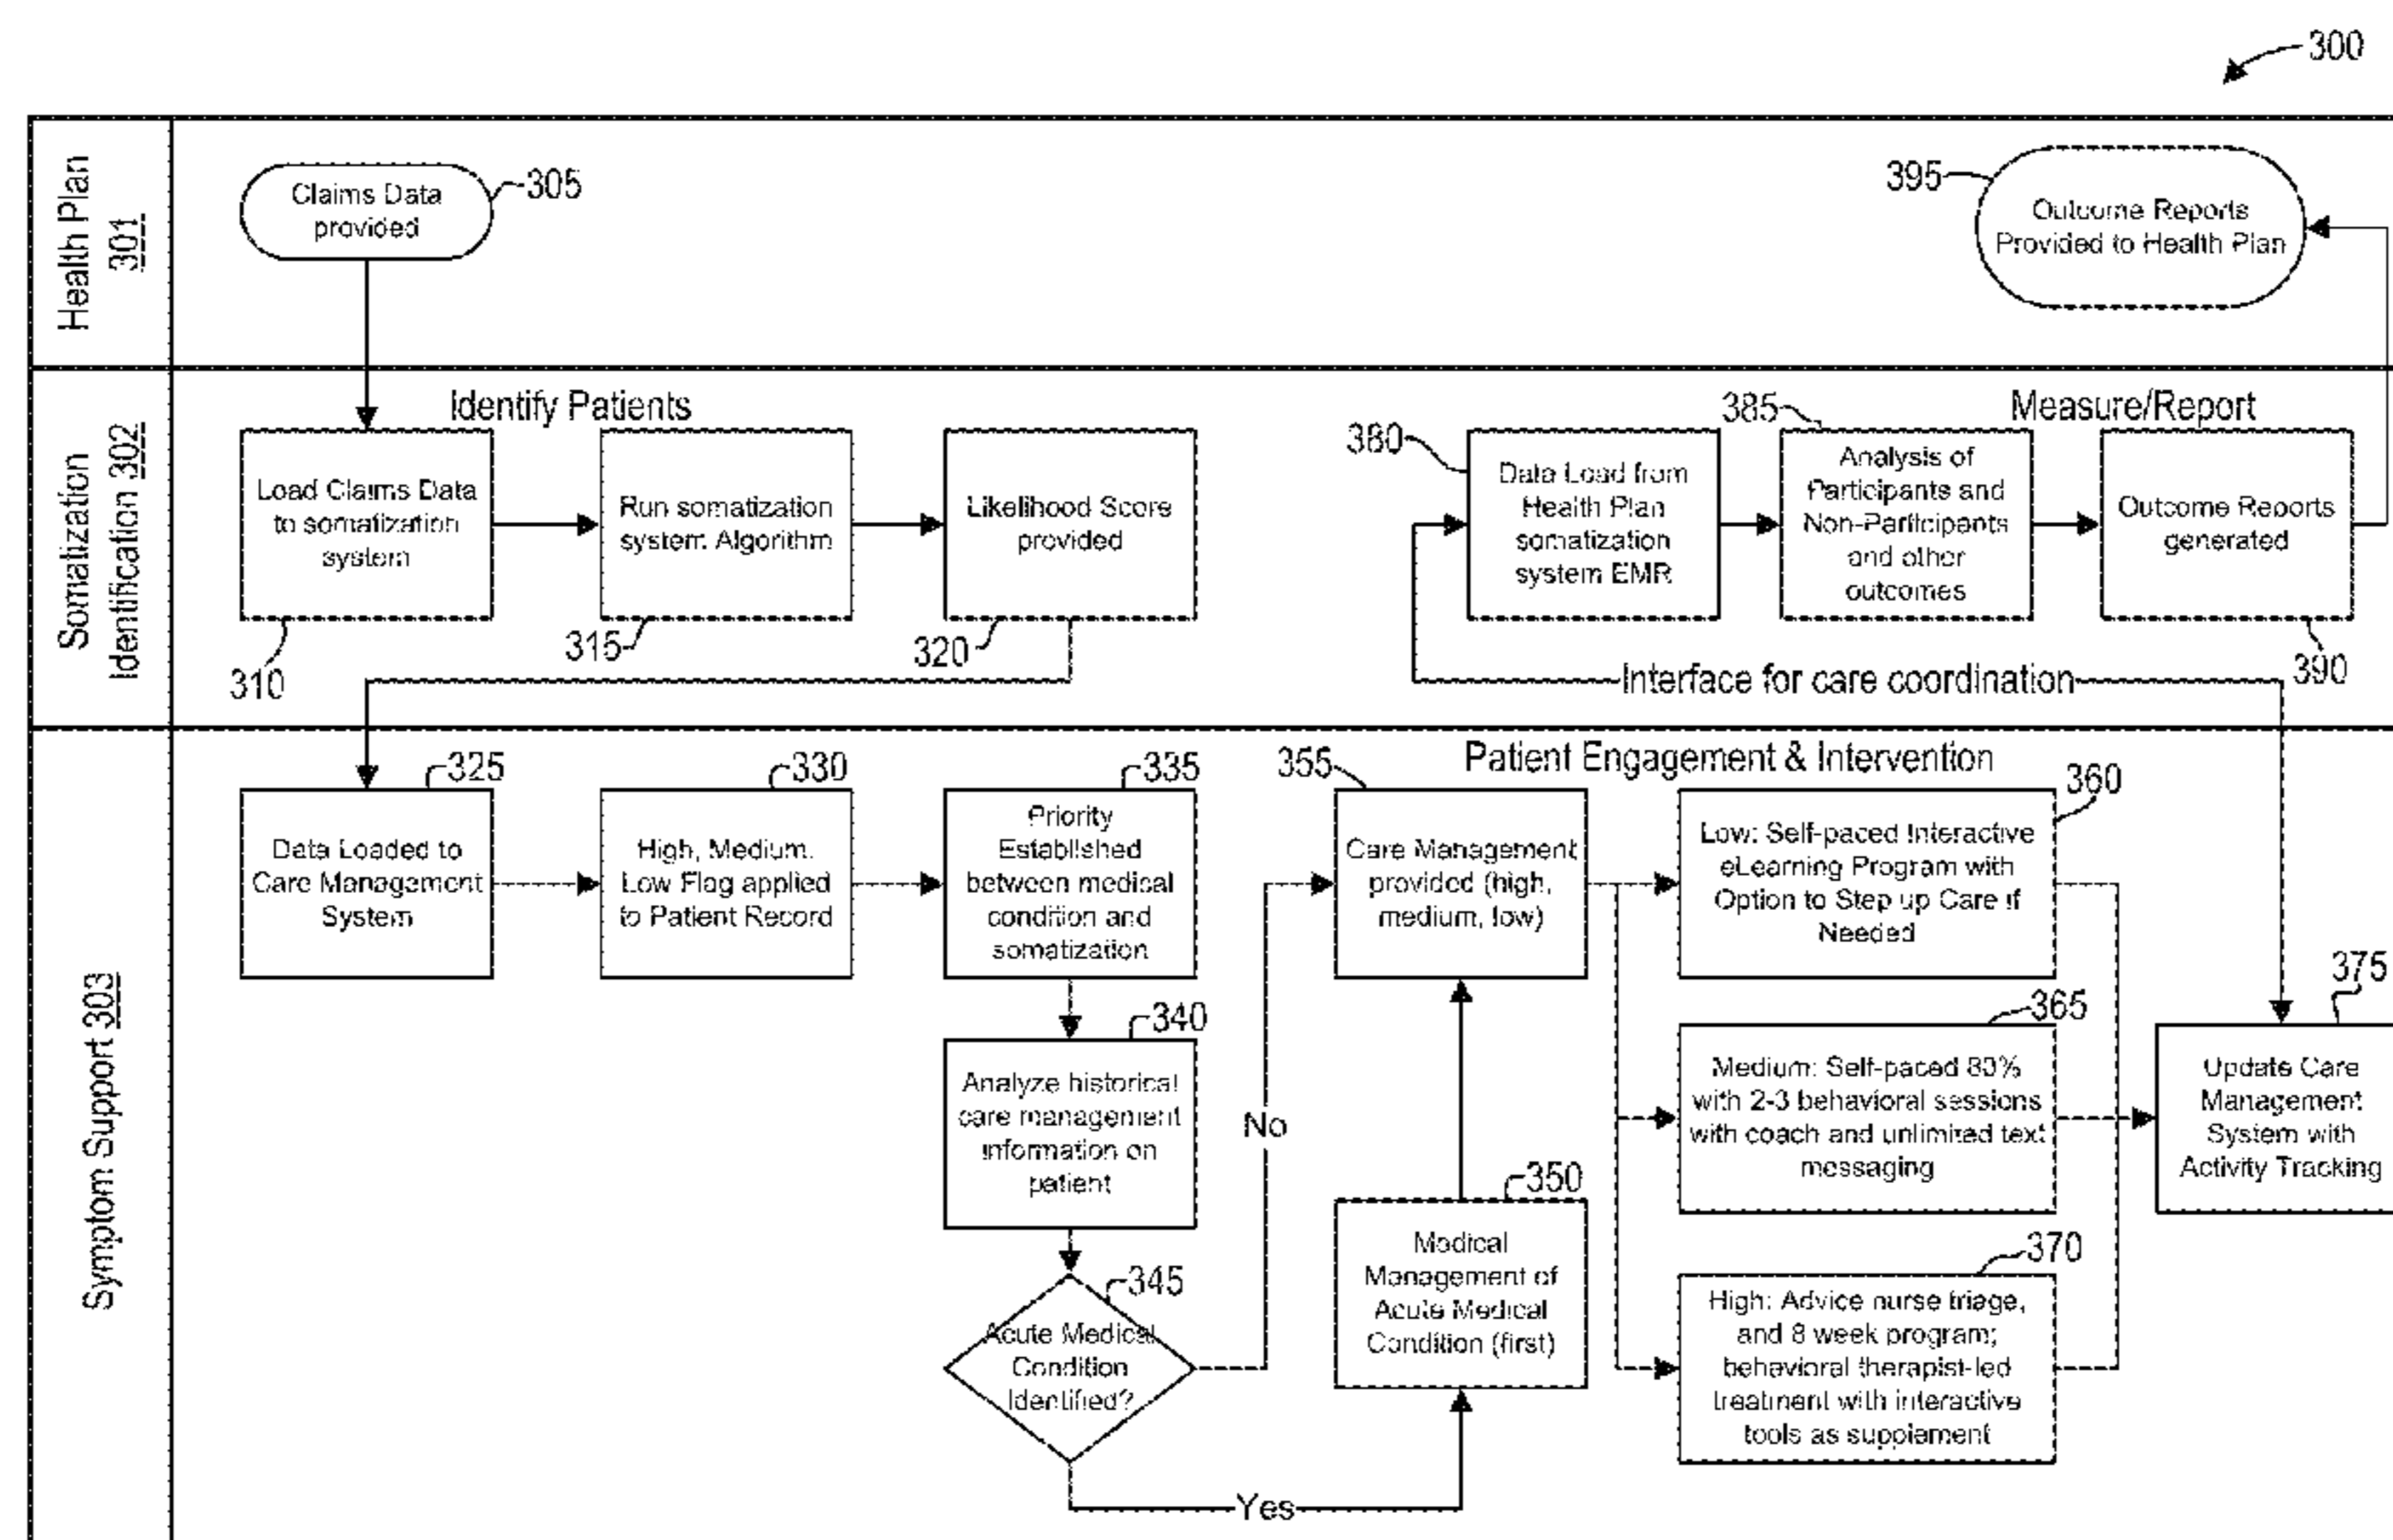 300
Health Plan
301
Claims Data
provided
305
395
Outcome Reports
Provided to Health Plan
Somatization
Identification 302
Identify Patients
Load Claims Data
to somatization
system
310
Run somatization
system Algorithm
315
Likelihood Score
provided
320
Measure/Report
380
Data Load from
Health Plan
somatization
system EMR
385
Analysis of
Participants and
Non-Participants
and other
outcomes
Outcome Reports
generated
390
Interface for care coordination
Symptom Support 303
Patient Engagement & Intervention
325
Data Loaded to
Care Management
System
330
High, Medium,
Low Flag applied
to Patient Record
335
Priority
Established
between medical
condition and
somatization
340
Analyze historical
care management
information on
patient
345
Acute Medical
Condition
Identified?
No
Yes
350
Medical
Management of
Acute Medical
Condition (first)
355
Care Management
provided (high,
medium, low)
360
Low: Self-paced Interactive
eLearning Program with
Option to Step up Care if
Needed
365
Medium: Self-paced 80%
with 2-3 behavioral sessions
with coach and unlimited text
messaging
370
High: Advice nurse triage,
and 8 week program;
behavioral therapist-led
treatment with interactive
tools as supplement
375
Update Care
Management
System with
Activity Tracking